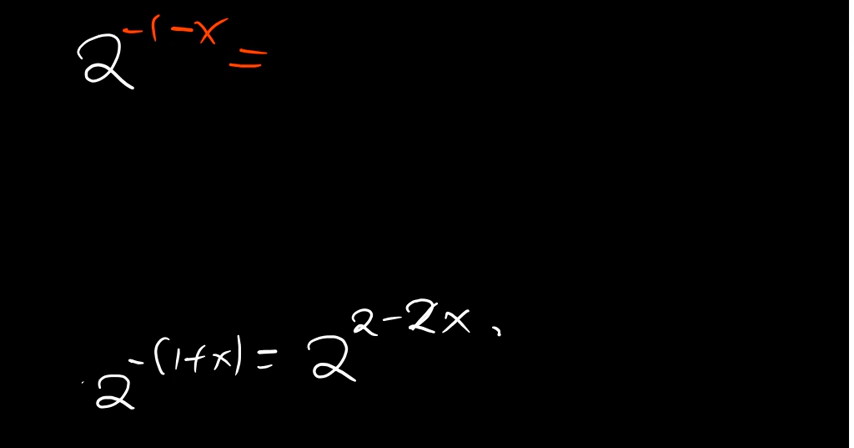 2^{-1-x} =
2^{-(1+x)} = 2^{2-2x},